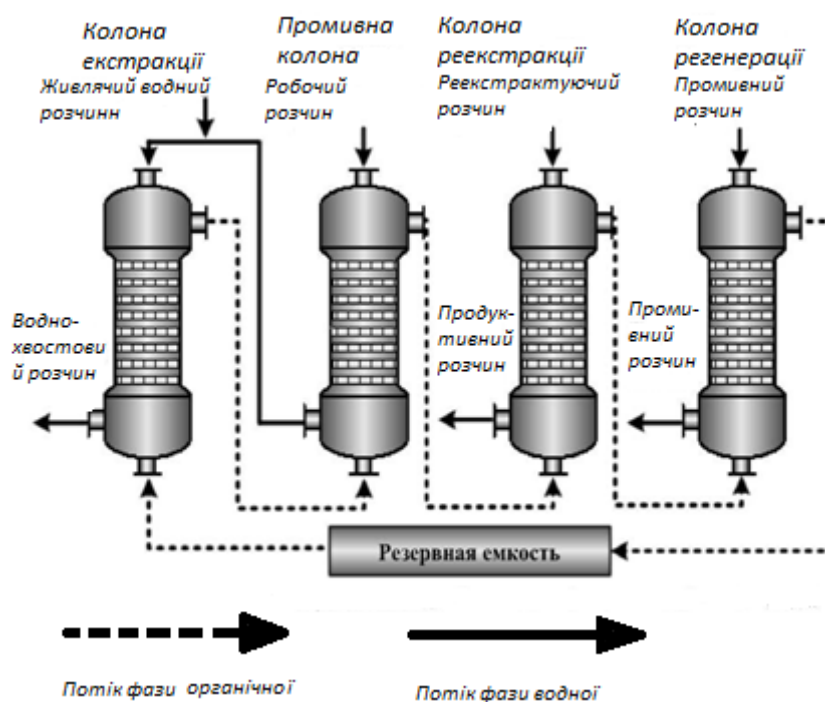 Колона
екстракції
Живлячий водний
розчинн
Промивна
колона
Робочий
розчин
Колона
реекстракції
Реекстрактуючий
розчин
Колона
регенерації
Промивний
розчин
Водно-
хвостови
й розчин
Продук-
тивний
розчин
Проми-
вний
розчин
Резервная емкость
Потік фази органічної
Потік фази водної